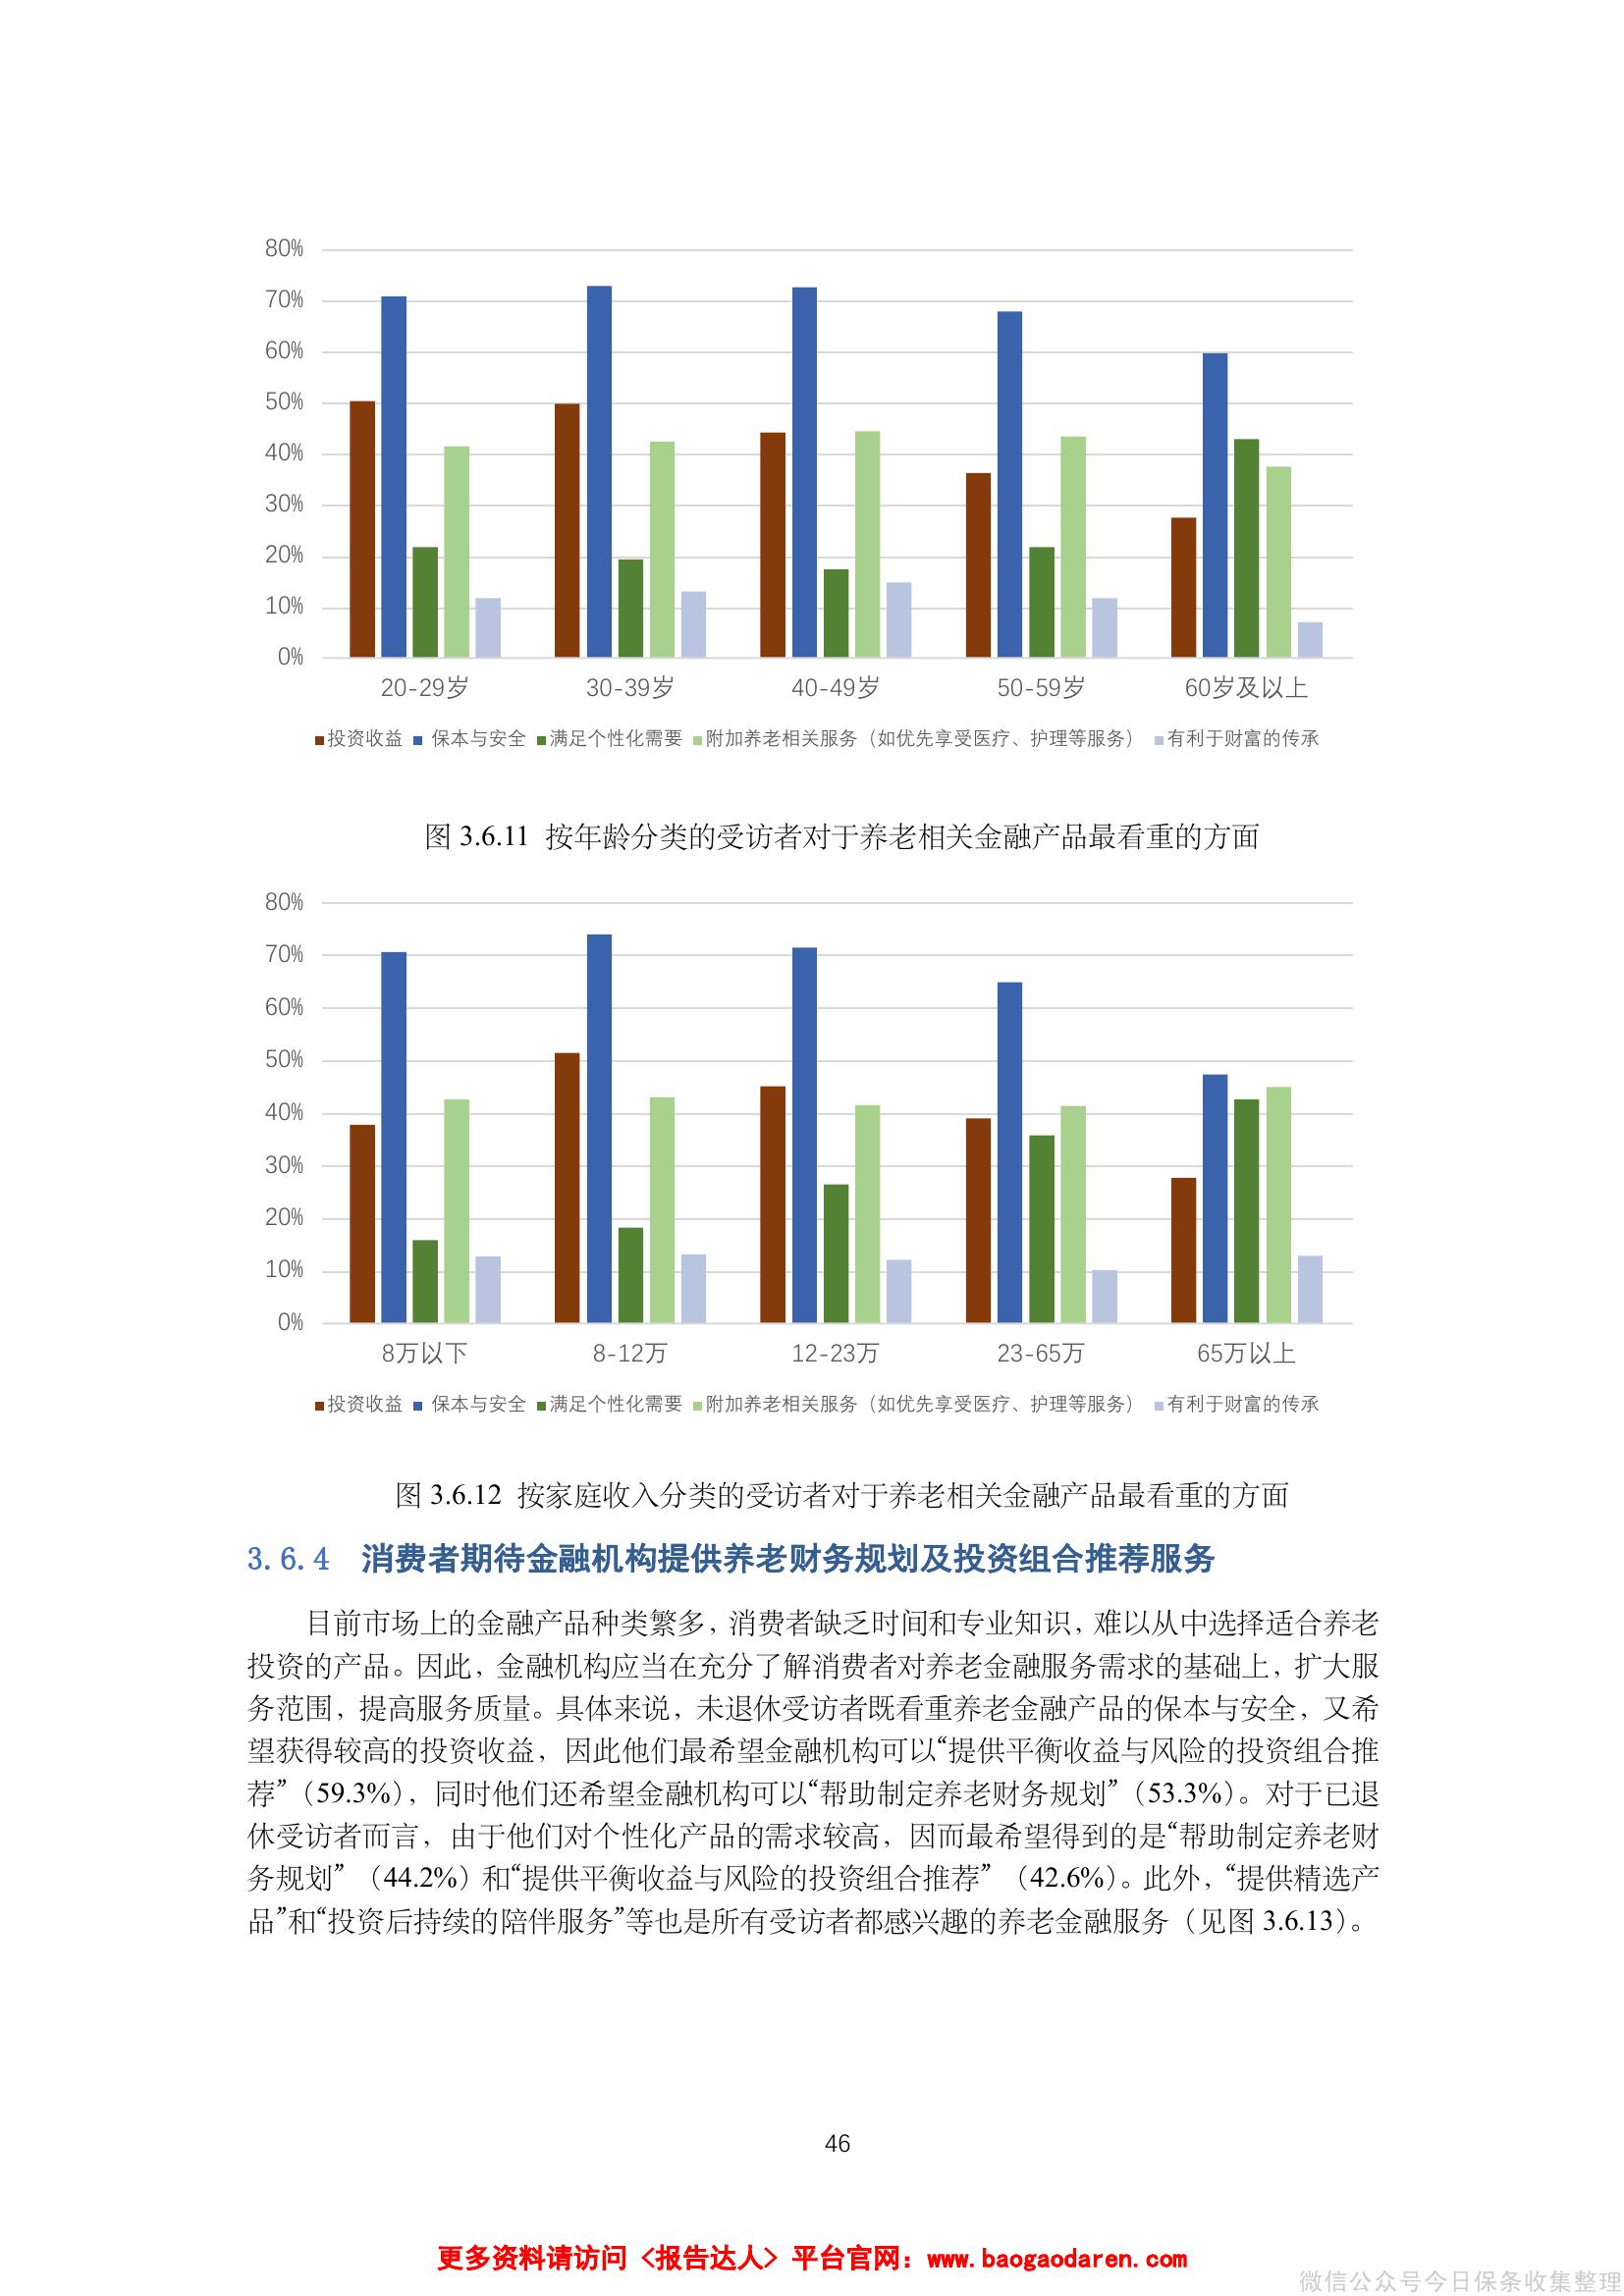 80%
70%
60%
50%
40%
30%
20%
10%
0%
20-29岁 30-39岁 40-49岁 50-59岁 60岁及以上
投资收益 保本与安全 满足个性化需要 附加养老相关服务（如优先享受医疗、护理等服务） 有利于财富的传承
图 3.6.11 按年龄分类的受访者对于养老相关金融产品最看重的方面
80%
70%
60%
50%
40%
30%
20%
10%
0%
8万以下 8-12万 12-23万 23-65万 65万以上
投资收益 保本与安全 满足个性化需要 附加养老相关服务（如优先享受医疗、护理等服务） 有利于财富的传承
图 3.6.12 按家庭收入分类的受访者对于养老相关金融产品最看重的方面
3.6.4 消费者期待金融机构提供养老财务规划及投资组合推荐服务
目前市场上的金融产品种类繁多，消费者缺乏时间和专业知识，难以从中选择适合养老
投资的产品。因此，金融机构应当在充分了解消费者对养老金融服务需求的基础上，扩大服
务范围，提高服务质量。具体来说，未退休受访者既看重养老金融产品的保本与安全，又希
望获得较高的投资收益，因此他们最希望金融机构可以“提供平衡收益与风险的投资组合推
荐”（59.3%），同时他们还希望金融机构可以“帮助制定养老财务规划”（53.3%）。对于已退
休受访者而言，由于他们对个性化产品的需求较高，因而最希望得到的是“帮助制定养老财
务规划”（44.2%）和“提供平衡收益与风险的投资组合推荐”（42.6%）。此外，“提供精选产
品”和“投资后持续的陪伴服务”等也是所有受访者都感兴趣的养老金融服务（见图 3.6.13）。
46
更多资料请访问《报告达人》平台官网：www.baogaodaren.com
微信公众号今日保条收集整理